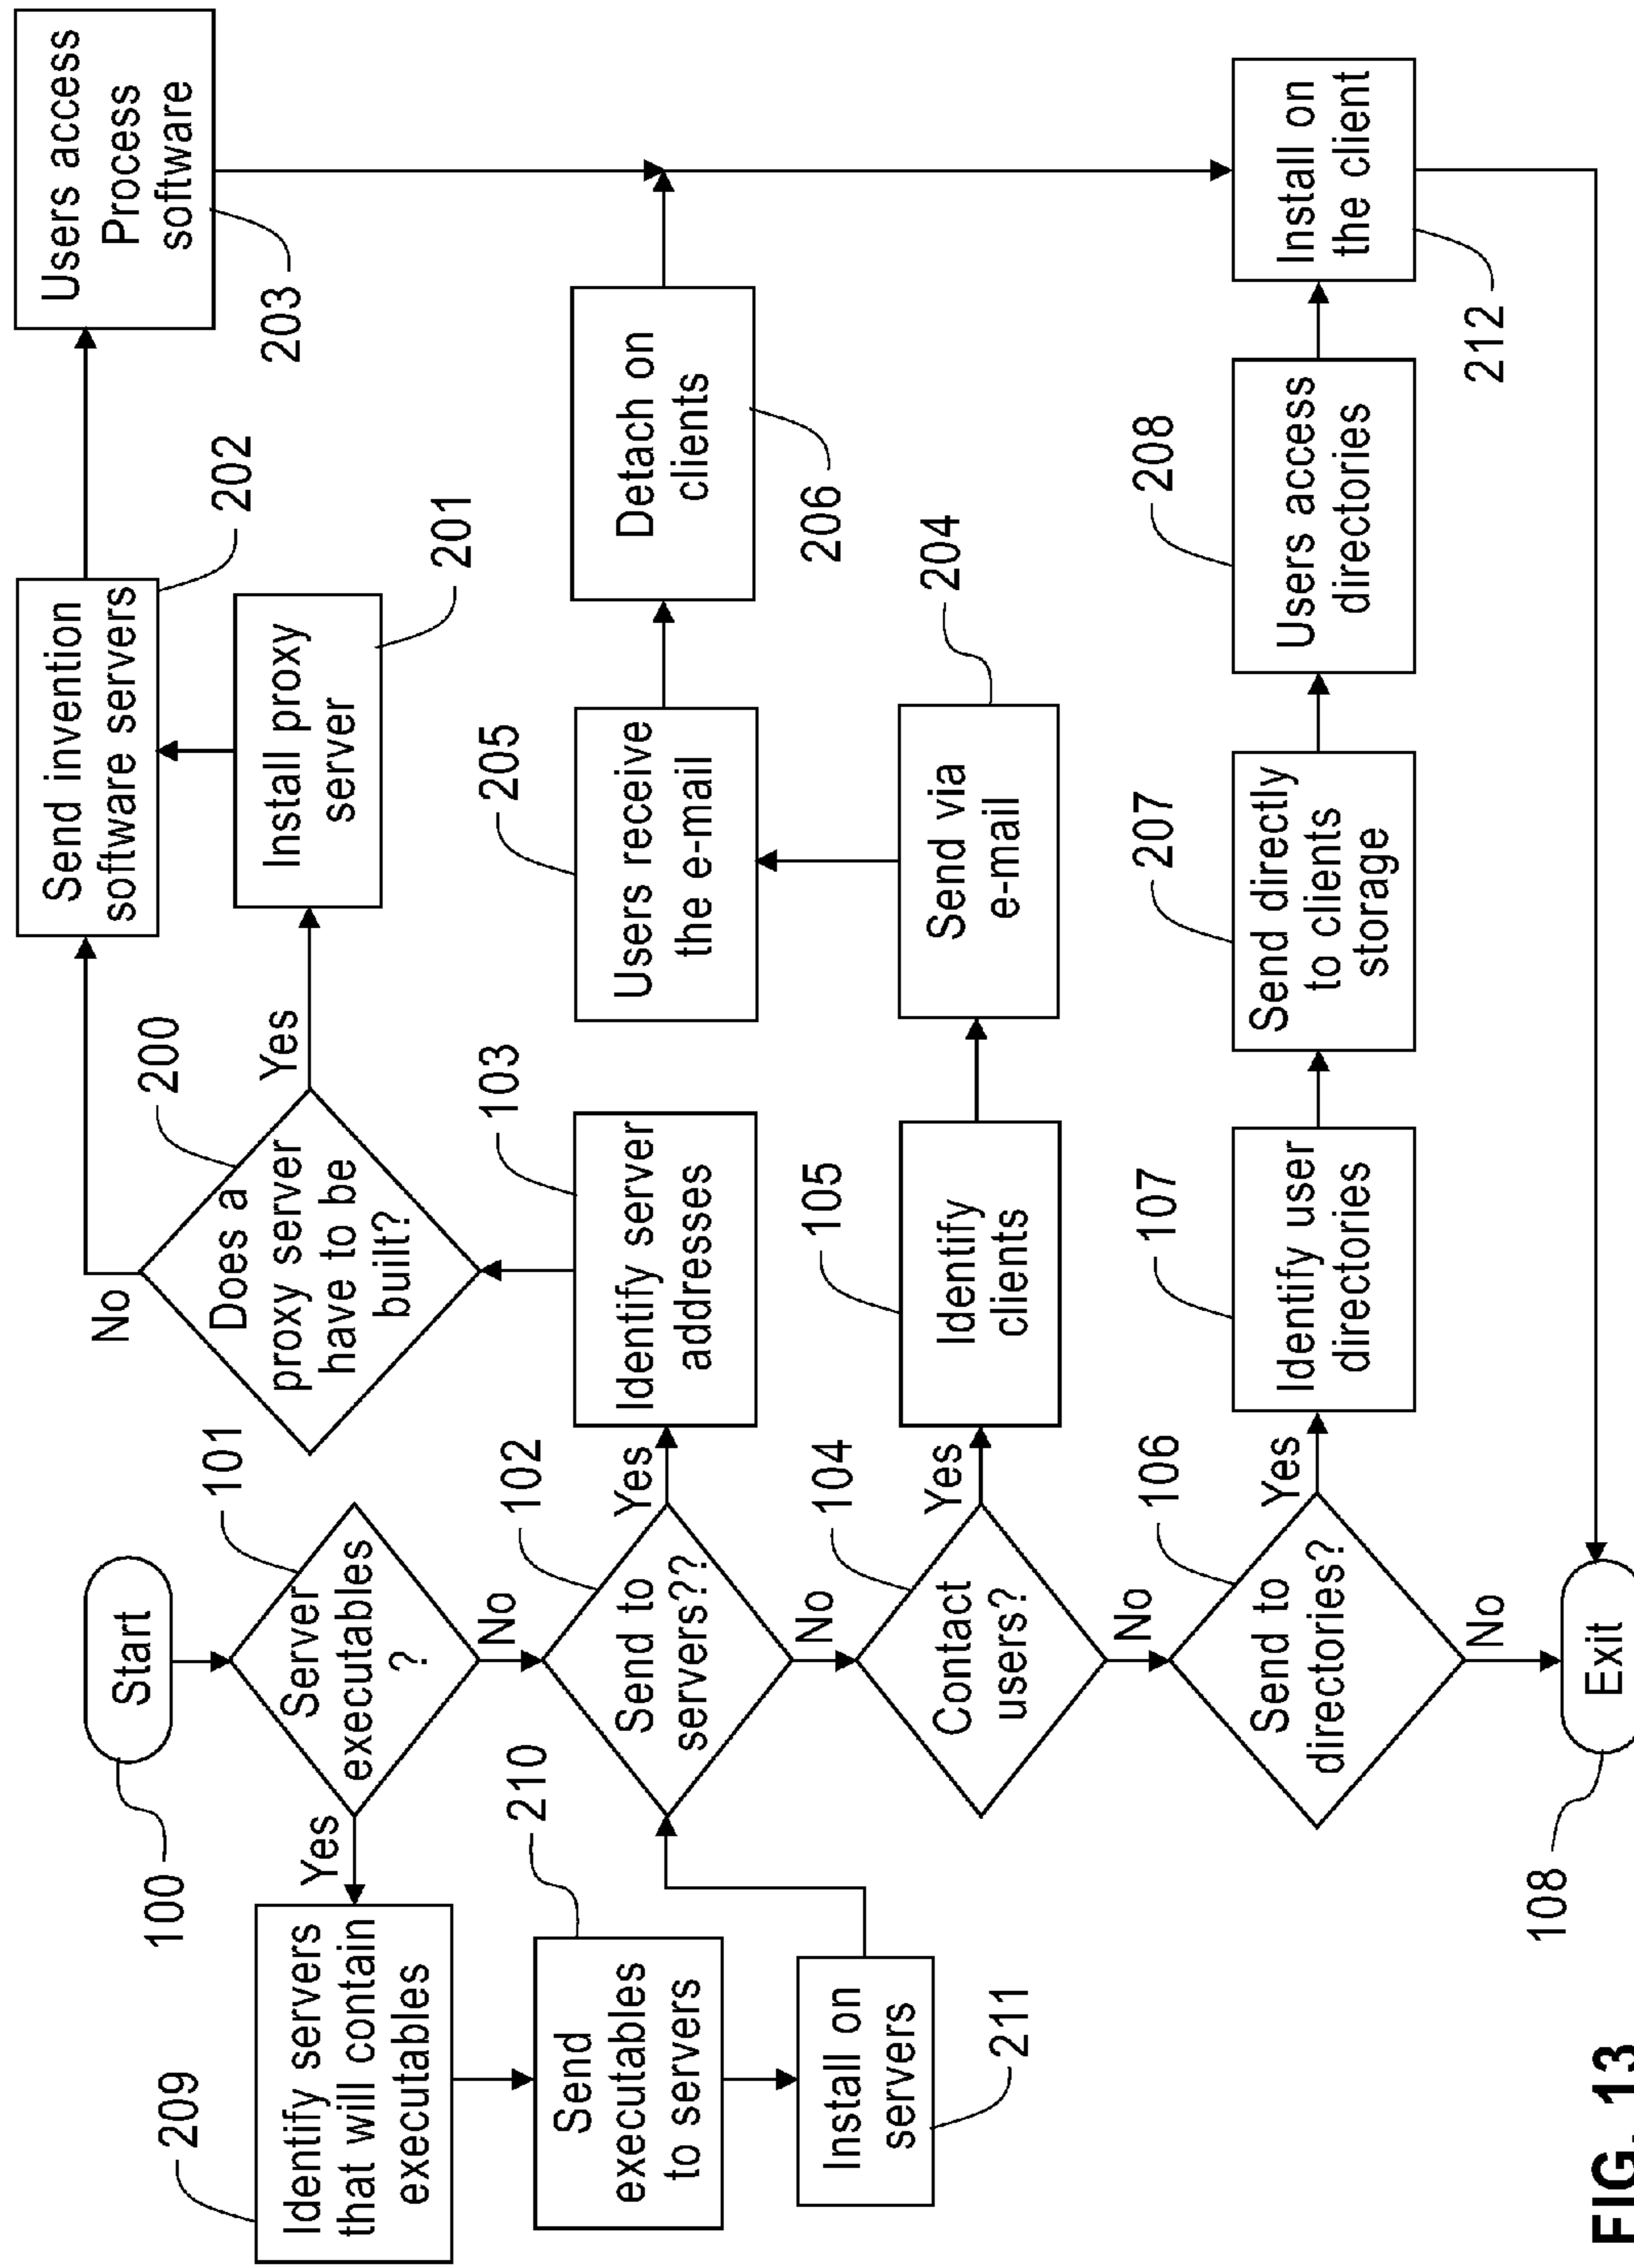 Start
100
Server
executables
?
101
Yes
No
Identify servers
that will contain
executables
209
Send
executables
to servers
210
Install on
servers
211
Send to
servers??
102
Yes
No
Identify server
addresses
103
Does a
proxy server
have to be
built?
200
No
Yes
Install proxy
server
201
Send invention
software servers
202
Users access
Process
software
203
Contact
users?
104
Yes
No
Identify
clients
105
Send via
e-mail
204
Users receive
the e-mail
205
Detach on
clients
206
Send to
directories?
106
Yes
No
Identify user
directories
107
Send directly
to clients
storage
207
Users access
directories
208
Install on
the client
212
Exit
108
FIG. 13